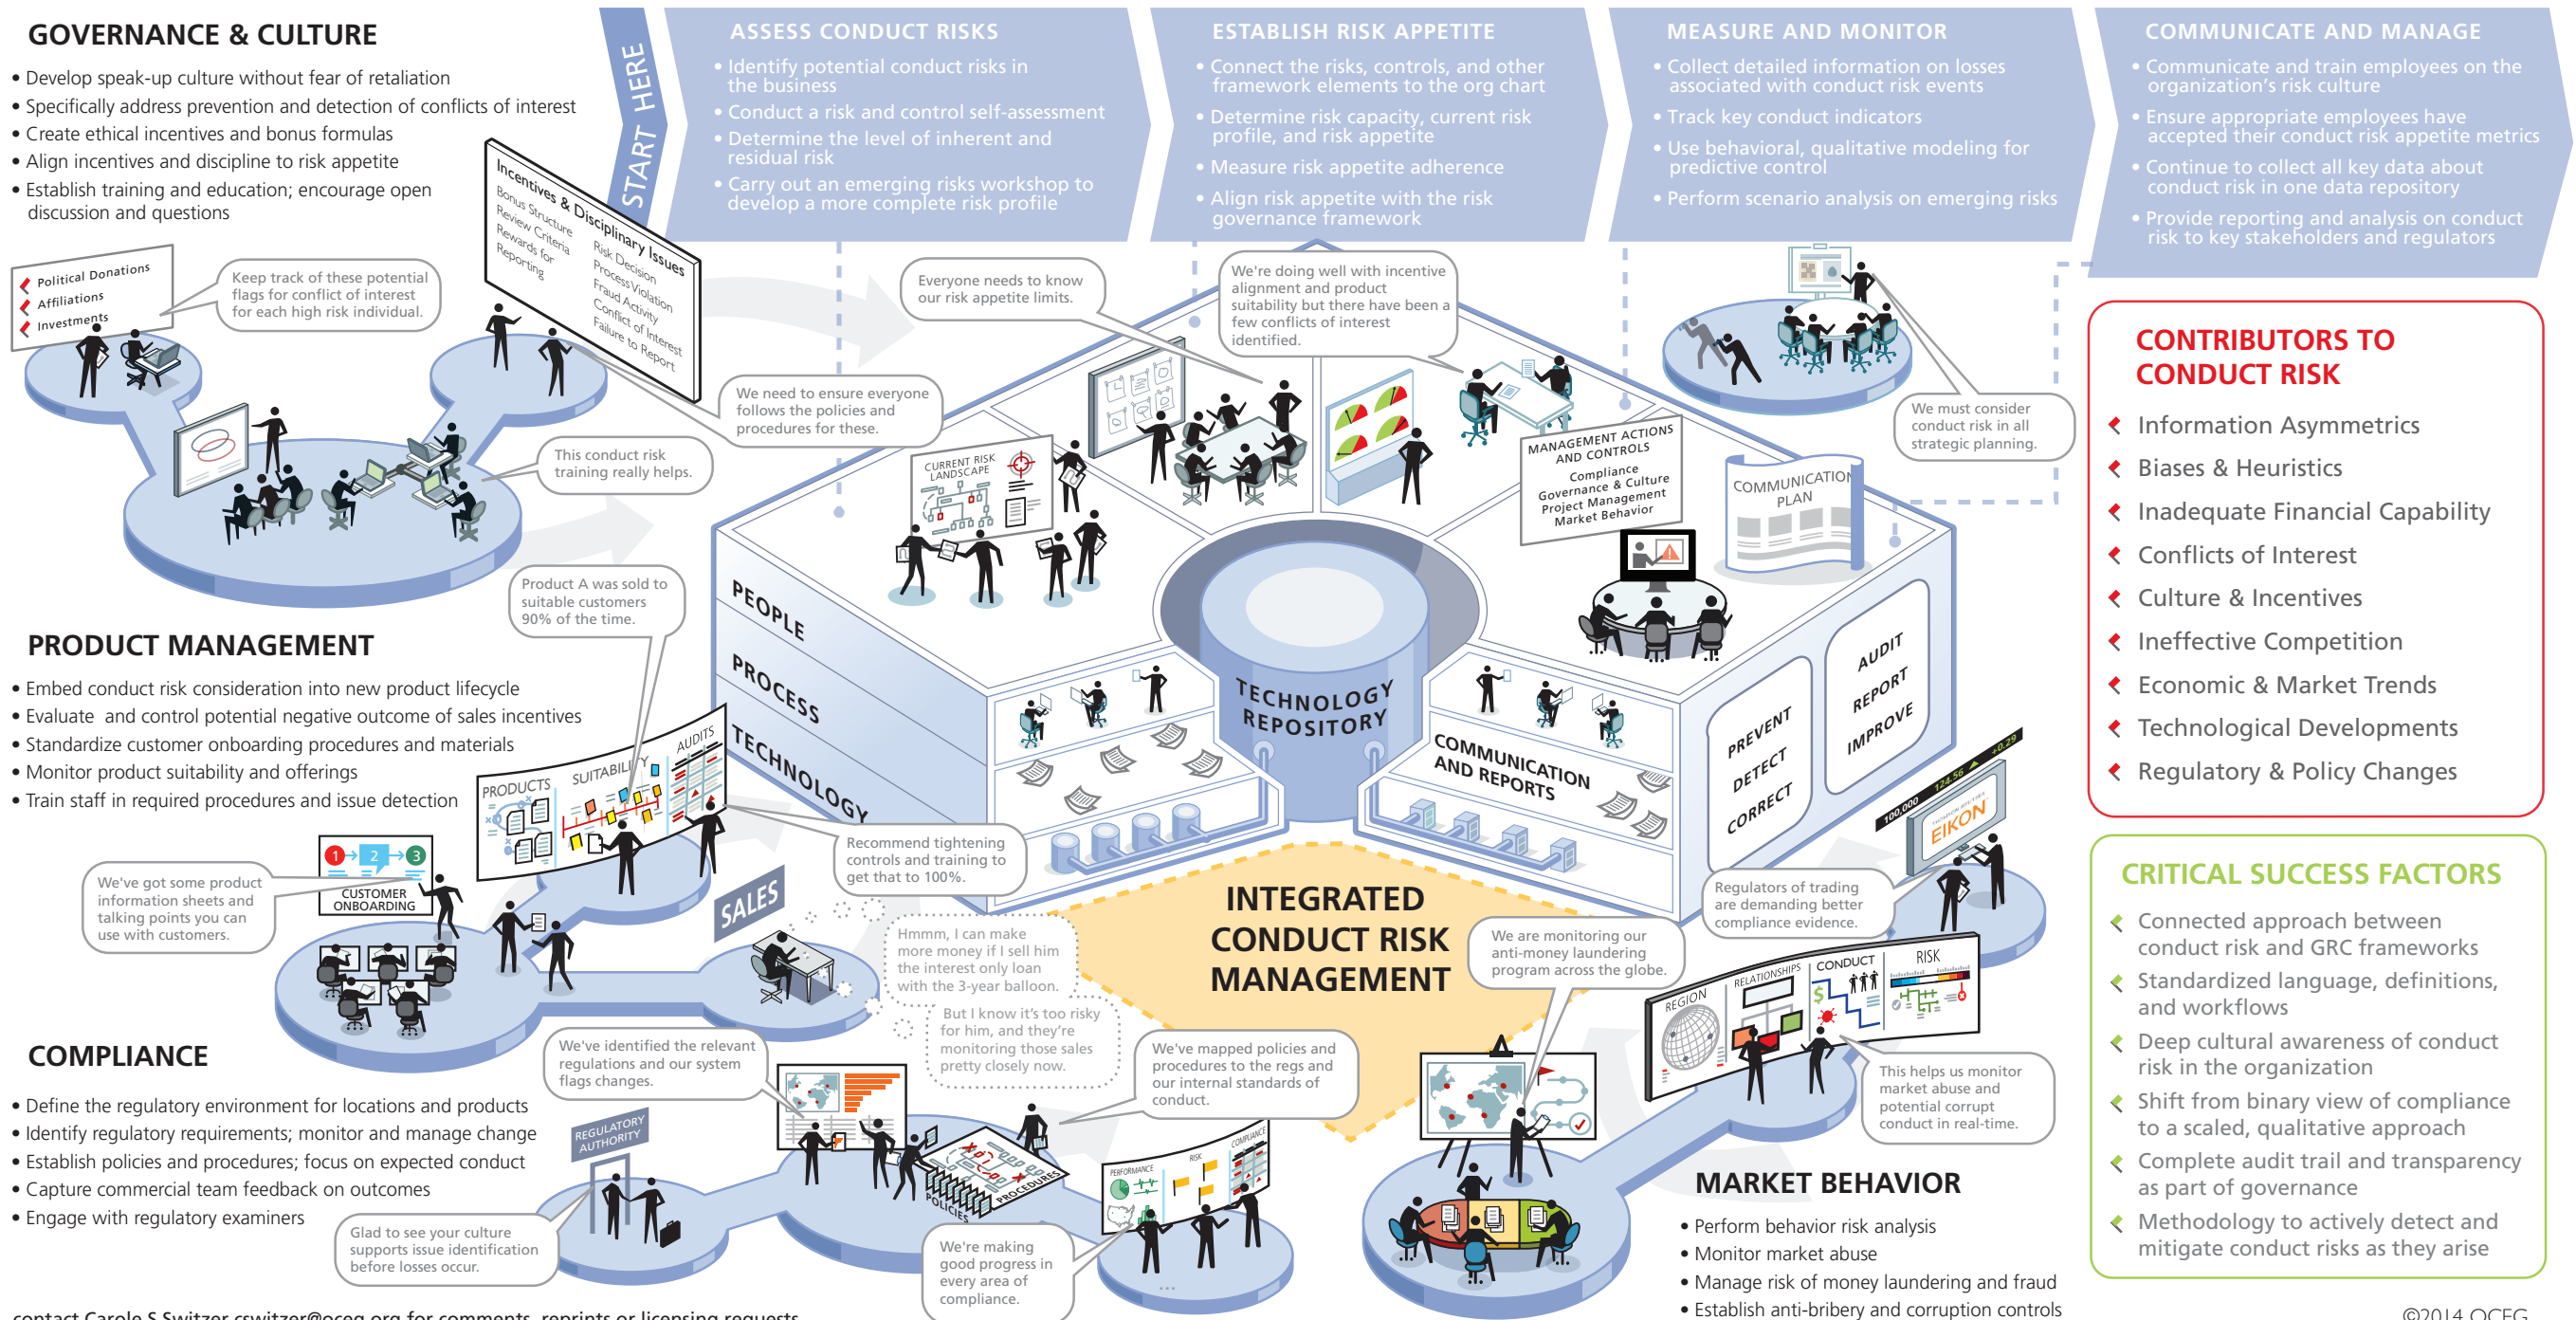 GOVERNANCE & CULTURE
• Develop speak-up culture without fear of retaliation
• Specifically address prevention and detection of conflicts of interest
• Create ethical incentives and bonus formulas
• Align incentives and discipline to risk appetite
• Establish training and education; encourage open
discussion and questions
START HERE
ASSESS CONDUCT RISKS
• Identify potential conduct risks in
the business
• Conduct a risk and control self-assessment
• Determine the level of inherent and
residual risk
• Carry out an emerging risks workshop to
develop a more complete risk profile
ESTABLISH RISK APPETITE
• Connect the risks, controls, and other
framework elements to the org chart
• Determine risk capacity, current risk
profile, and risk appetite
• Measure risk appetite adherence
• Align risk appetite with the risk
governance framework
MEASURE AND MONITOR
• Collect detailed information on losses
associated with conduct risk events
• Track key conduct indicators
• Use behavioral, qualitative modeling for
predictive control
• Perform scenario analysis on emerging risks
COMMUNICATE AND MANAGE
• Communicate and train employees on the
organization's risk culture
• Ensure appropriate employees have
accepted their conduct risk appetite metrics
• Continue to collect all key data about
conduct risk in one data repository
• Provide reporting and analysis on conduct
risk to key stakeholders and regulators
Political Donations
Affiliations
Investments
Keep track of these potential
flags for conflict of interest
for each high risk individual.
Incentives & Disciplinary Issues
Bonus Structure
Review Criteria
Rewards for
Reporting
Risk Decision
Process Violation
Fraud Activity
Conflict of Interest
Failure to Report
We need to ensure everyone
follows the policies and
procedures for these.
This conduct risk
training really helps.
Everyone needs to know
our risk appetite limits.
We're doing well with incentive
alignment and product
suitability but there have been a
few conflicts of interest
identified.
We must consider
conduct risk in all
strategic planning.
CURRENT RISK
LANDSCAPE
MANAGEMENT ACTIONS
AND CONTROLS
Compliance
Governance & Culture
Project Management
Market Behavior
COMMUNICATION
PLAN
PEOPLE
PROCESS
TECHNOLOGY
TECHNOLOGY
REPOSITORY
COMMUNICATION
AND REPORTS
PREVENT
DETECT
CORRECT
AUDIT
REPORT
IMPROVE
CONTRIBUTORS TO
CONDUCT RISK
Information Asymmetrics
Biases & Heuristics
Inadequate Financial Capability
Conflicts of Interest
Culture & Incentives
Ineffective Competition
Economic & Market Trends
Technological Developments
Regulatory & Policy Changes
PRODUCT MANAGEMENT
• Embed conduct risk consideration into new product lifecycle
• Evaluate and control potential negative outcome of sales incentives
• Standardize customer onboarding procedures and materials
• Monitor product suitability and offerings
• Train staff in required procedures and issue detection
Product A was sold to
suitable customers
90% of the time.
PRODUCTS
SUITABILITY
AUDITS
Recommend tightening
controls and training to
get that to 100%.
1 2 3
CUSTOMER
ONBOARDING
We've got some product
information sheets and
talking points you can
use with customers.
SALES
Hmmm, I can make
more money if I sell him
the interest only loan
with the 3-year balloon.
But I know it's too risky
for him, and they're
monitoring those sales
pretty closely now.
INTEGRATED
CONDUCT RISK
MANAGEMENT
100,000 124.56 +0.29
THOMSON REUTERS
EIKON
Regulators of trading
are demanding better
compliance evidence.
We are monitoring our
anti-money laundering
program across the globe.
REGION
RELATIONSHIPS
CONDUCT
$
RISK
This helps us monitor
market abuse and
potential corrupt
conduct in real-time.
CRITICAL SUCCESS FACTORS
Connected approach between
conduct risk and GRC frameworks
Standardized language, definitions,
and workflows
Deep cultural awareness of conduct
risk in the organization
Shift from binary view of compliance
to a scaled, qualitative approach
Complete audit trail and transparency
as part of governance
Methodology to actively detect and
mitigate conduct risks as they arise
COMPLIANCE
• Define the regulatory environment for locations and products
• Identify regulatory requirements; monitor and manage change
• Establish policies and procedures; focus on expected conduct
• Capture commercial team feedback on outcomes
• Engage with regulatory examiners
We've identified the relevant
regulations and our system
flags changes.
REGULATORY
AUTHORITY
Glad to see your culture
supports issue identification
before losses occur.
POLICIES
PROCEDURES
We've mapped policies and
procedures to the regs and
our internal standards of
conduct.
PERFORMANCE
RISK
COMPLIANCE
We're making
good progress in
every area of
compliance.
MARKET BEHAVIOR
• Perform behavior risk analysis
• Monitor market abuse
• Manage risk of money laundering and fraud
• Establish anti-bribery and corruption controls
contact Carole S Switzer cswitzer@oceg.org for comments, reprints or licensing requests
©2014 OCEG